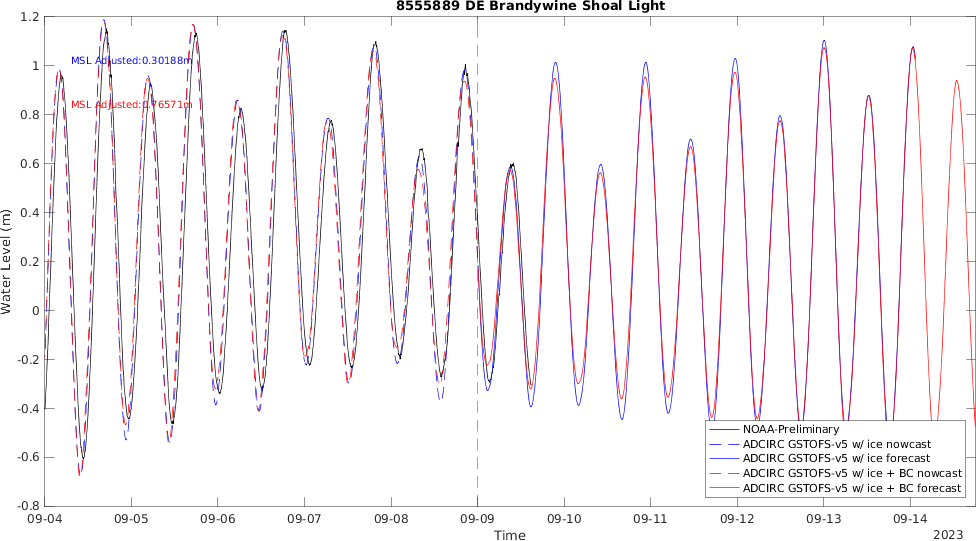 8555889 DE Brandywine Shoal Light
1.2
1
0.8
0.6
0.4
0.2
0
-0.2
-0.4
-0.6
-0.8
Water Level (m)
MSL Adjusted:0.30188m
MSL Adjusted:0.76571m
NOAA-Preliminary
ADCIRC GSTOFS-v5 w/ ice nowcast
ADCIRC GSTOFS-v5 w/ ice forecast
ADCIRC GSTOFS-v5 w/ ice + BC nowcast
ADCIRC GSTOFS-v5 w/ ice + BC forecast
09-04 09-05 09-06 09-07 09-08 09-09 09-10 09-11 09-12 09-13 09-14
Time
2023